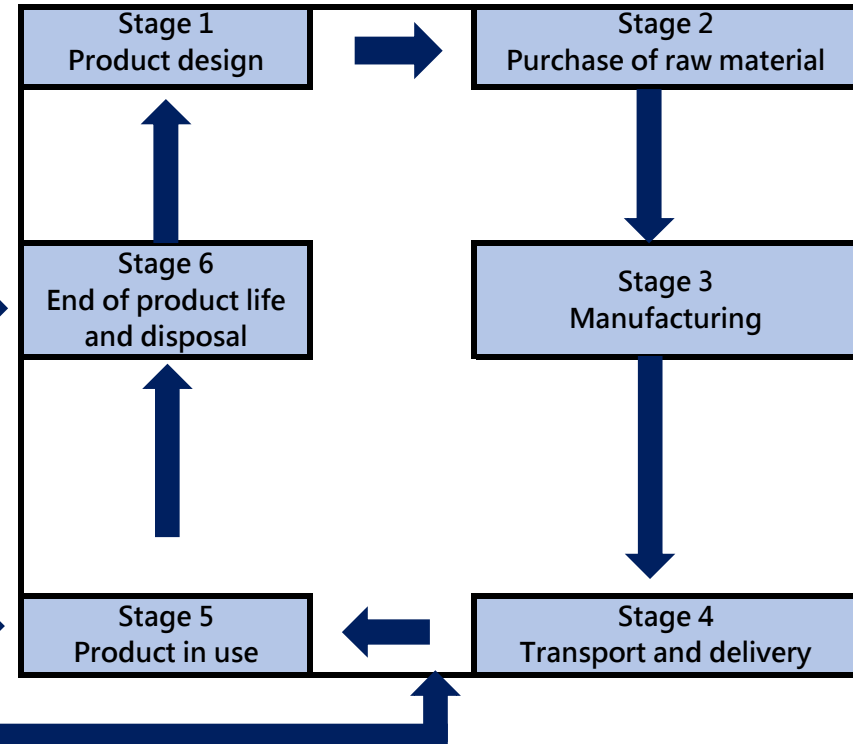 Stage 1
Product design
Stage 2
Purchase of raw material
Stage 6
End of product life
and disposal
Stage 3
Manufacturing
Stage 5
Product in use
Stage 4
Transport and delivery